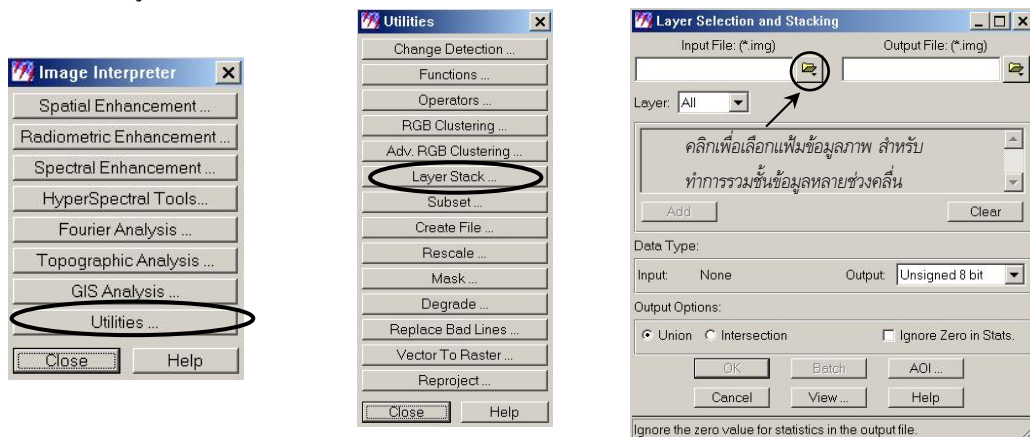 Image Interpreter
Spatial Enhancement ...
Radiometric Enhancement ...
Spectral Enhancement ...
HyperSpectral Tools...
Fourier Analysis ...
Topographic Analysis ...
GIS Analysis ...
Utilities ...
Close Help
Utilities
Change Detection ...
Functions ...
Operators ...
RGB Clustering ...
Adv. RGB Clustering ...
Layer Stack ...
Subset ...
Create File ...
Rescale ...
Mask ...
Degrade ...
Replace Bad Lines ...
Vector To Raster ...
Reproject ...
Close Help
Layer Selection and Stacking
Input File: (*.img) Output File: (*.img)
Layer: All
คลิกเพื่อเลือกแฟ้มข้อมูลภาพ สำหรับ
ทำการรวมชั้นข้อมูลหลายช่วงคลื่น
Add Clear
Data Type:
Input: None Output: Unsigned 8 bit
Output Options:
Union Intersection Ignore Zero in Stats.
OK Batch AOI ...
Cancel View ... Help
Ignore the zero value for statistics in the output file.